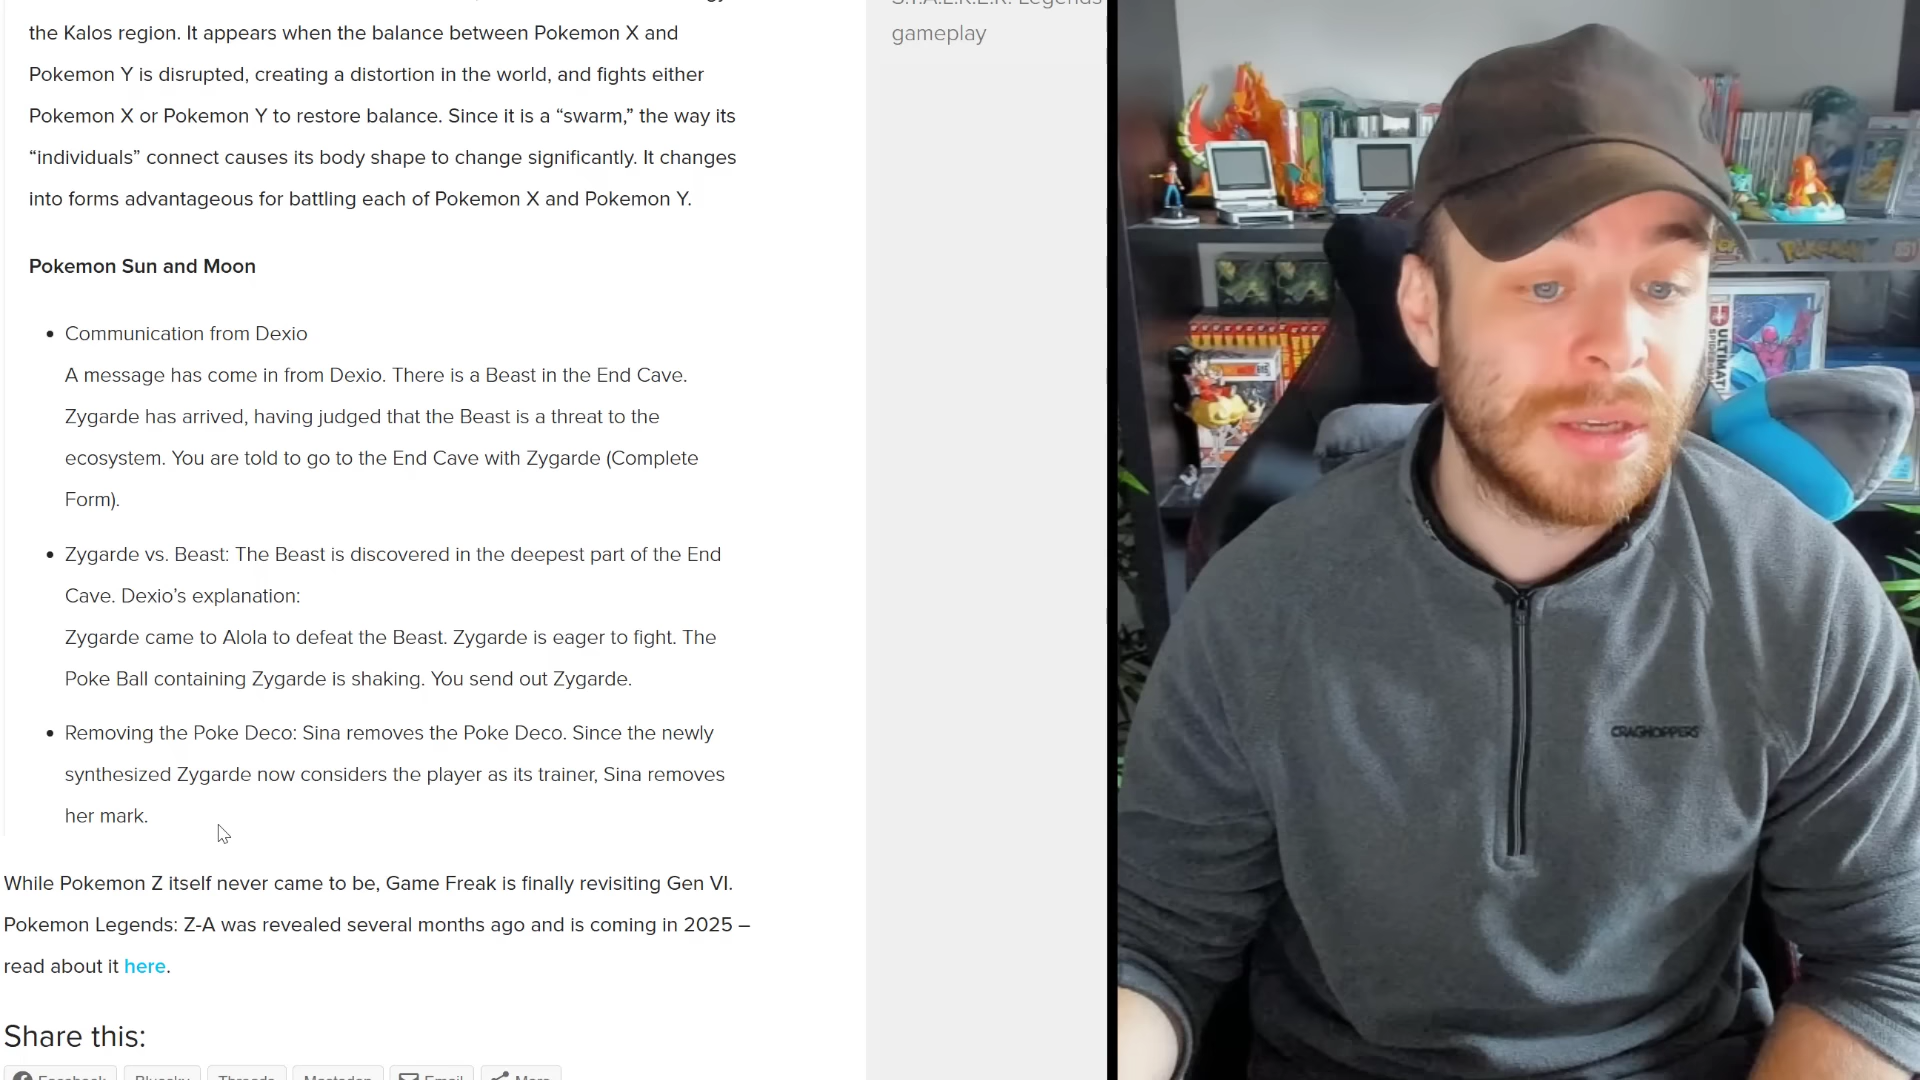 S.T.A.L.K.E.R. Legends
gameplay
the Kalos region. It appears when the balance between Pokemon X and
Pokemon Y is disrupted, creating a distortion in the world, and fights either
Pokemon X or Pokemon Y to restore balance. Since it is a “swarm,” the way its
“individuals” connect causes its body shape to change significantly. It changes
into forms advantageous for battling each of Pokemon X and Pokemon Y.
Pokemon Sun and Moon
• Communication from Dexio
A message has come in from Dexio. There is a Beast in the End Cave.
Zygarde has arrived, having judged that the Beast is a threat to the
ecosystem. You are told to go to the End Cave with Zygarde (Complete
Form).
• Zygarde vs. Beast: The Beast is discovered in the deepest part of the End
Cave. Dexio’s explanation:
Zygarde came to Alola to defeat the Beast. Zygarde is eager to fight. The
Poke Ball containing Zygarde is shaking. You send out Zygarde.
• Removing the Poke Deco: Sina removes the Poke Deco. Since the newly
synthesized Zygarde now considers the player as its trainer, Sina removes
her mark.
While Pokemon Z itself never came to be, Game Freak is finally revisiting Gen VI.
Pokemon Legends: Z-A was revealed several months ago and is coming in 2025 –
read about it here.
Share this:
Facebook Bluesky Threads Mastodon Email More
POKÉMON 151
ULTIMATE
CRAGHOPPERS